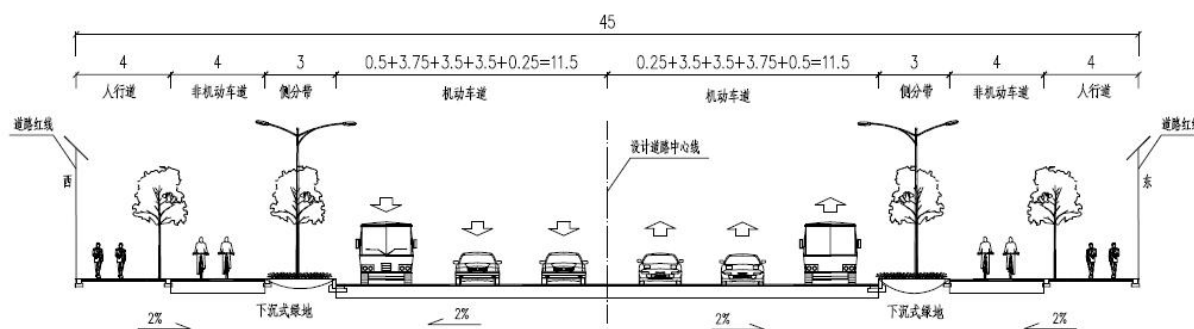 45
4 4 3 0.5+3.75+3.5+3.5+0.25=11.5 0.25+3.5+3.5+3.75+0.5=11.5 3 4 4
人行道 非机动车道 侧分带 机动车道 机动车道 侧分带 非机动车道 人行道
道路红线 道路红线
设计道路中心线
西 东
下沉式绿地 下沉式绿地
2% 2% 2% 2%